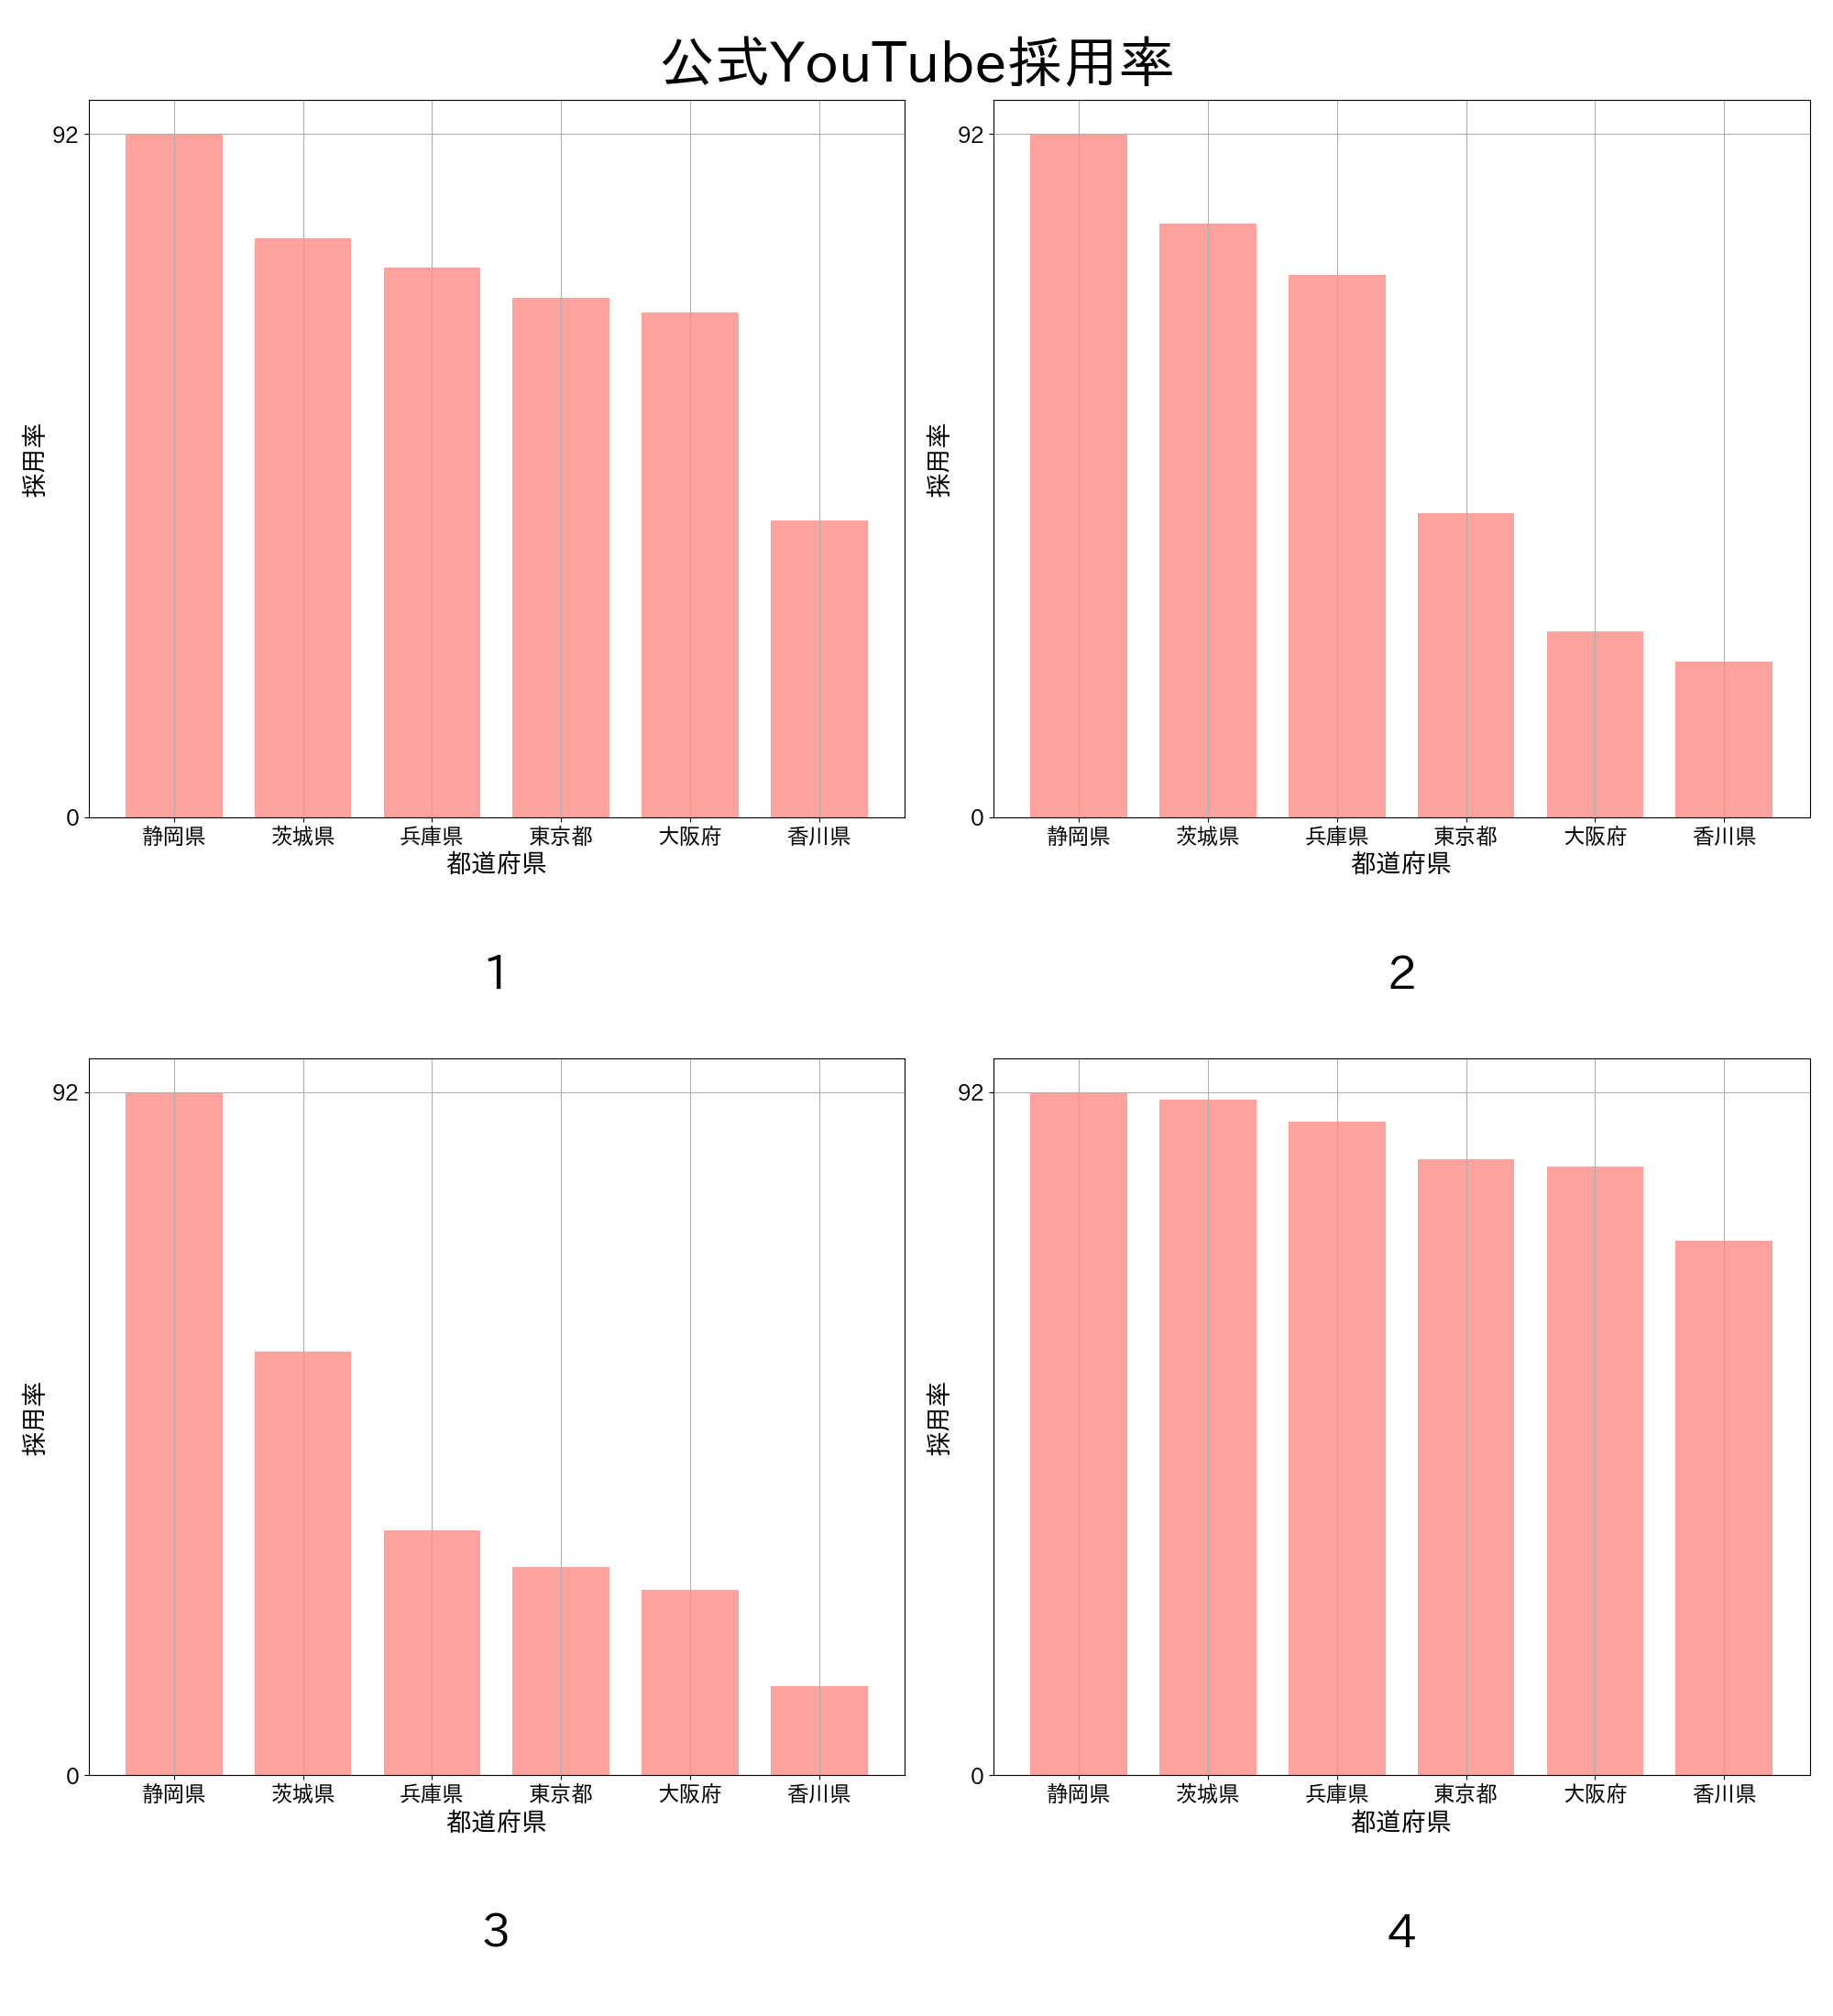 公式YouTube採用率
92
採用率
0
静岡県 茨城県 兵庫県 東京都 大阪府 香川県
都道府県
1
92
採用率
0
静岡県 茨城県 兵庫県 東京都 大阪府 香川県
都道府県
2
92
採用率
0
静岡県 茨城県 兵庫県 東京都 大阪府 香川県
都道府県
3
92
採用率
0
静岡県 茨城県 兵庫県 東京都 大阪府 香川県
都道府県
4